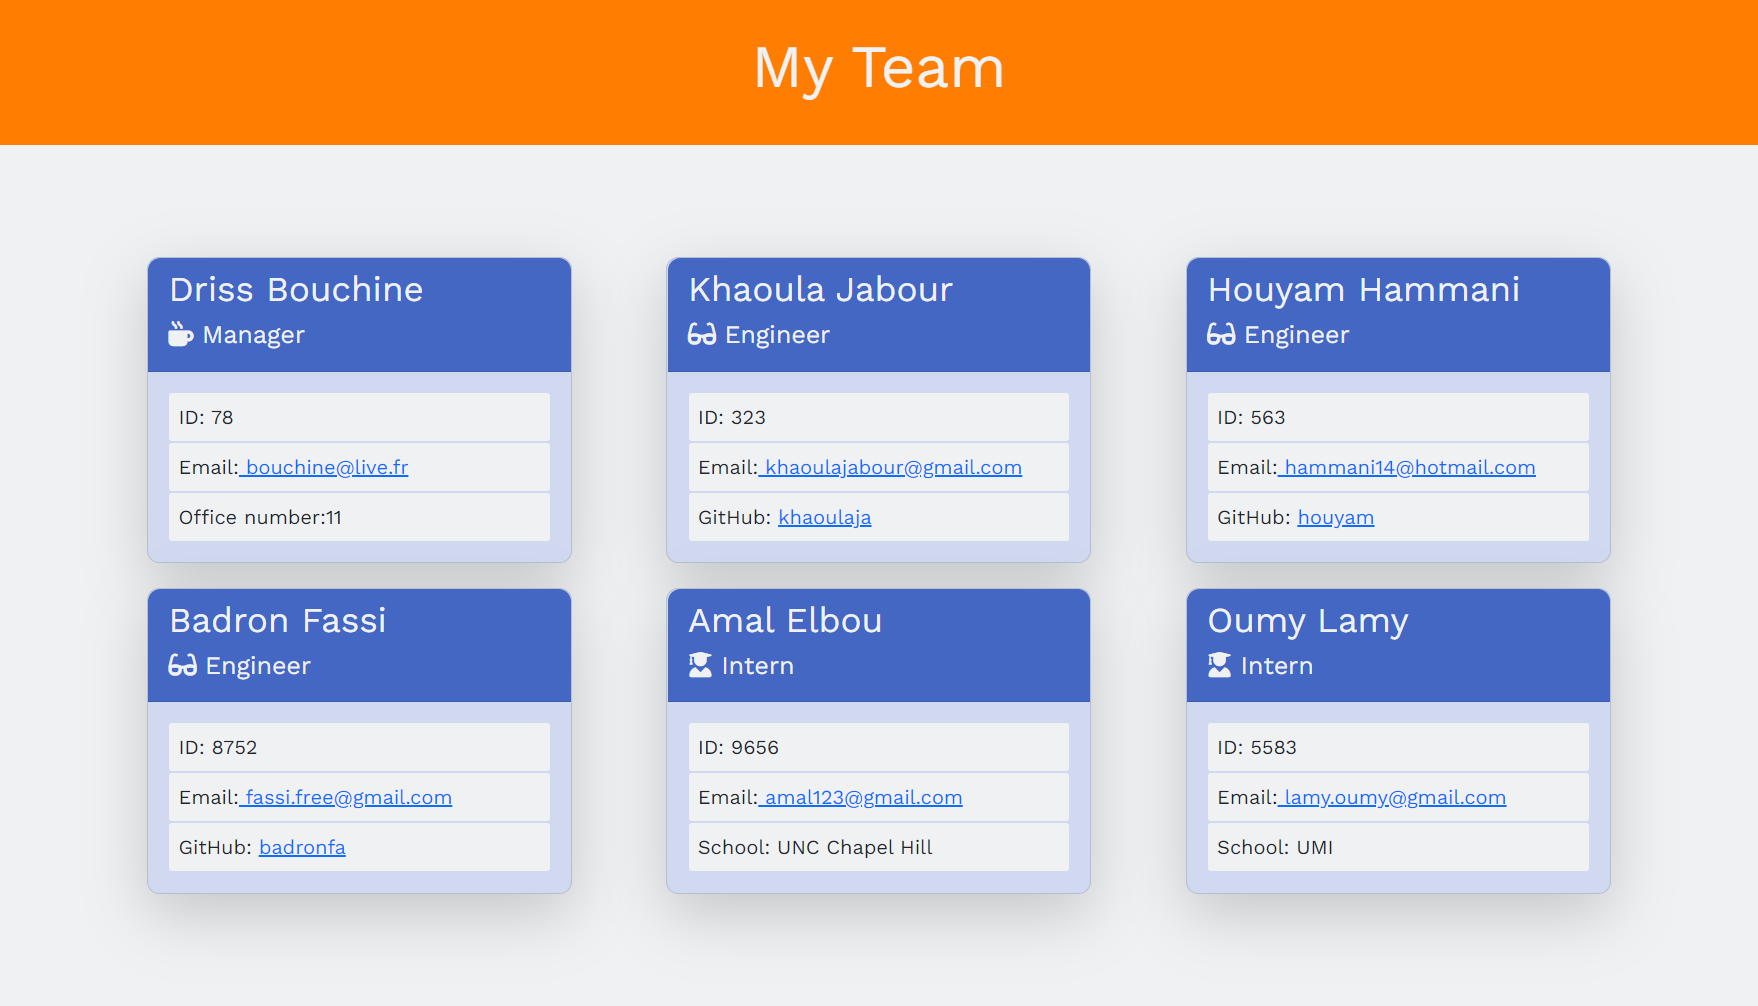 My Team
Driss Bouchine
Manager
ID: 78
Email: bouchine@live.fr
Office number:11
Khaoula Jabour
Engineer
ID: 323
Email: khaoulajabour@gmail.com
GitHub: khaoulaja
Houyam Hammani
Engineer
ID: 563
Email: hammani14@hotmail.com
GitHub: houyam
Badron Fassi
Engineer
ID: 8752
Email: fassi.free@gmail.com
GitHub: badronfa
Amal Elbou
Intern
ID: 9656
Email: amal123@gmail.com
School: UNC Chapel Hill
Oumy Lamy
Intern
ID: 5583
Email: lamy.oumy@gmail.com
School: UMI